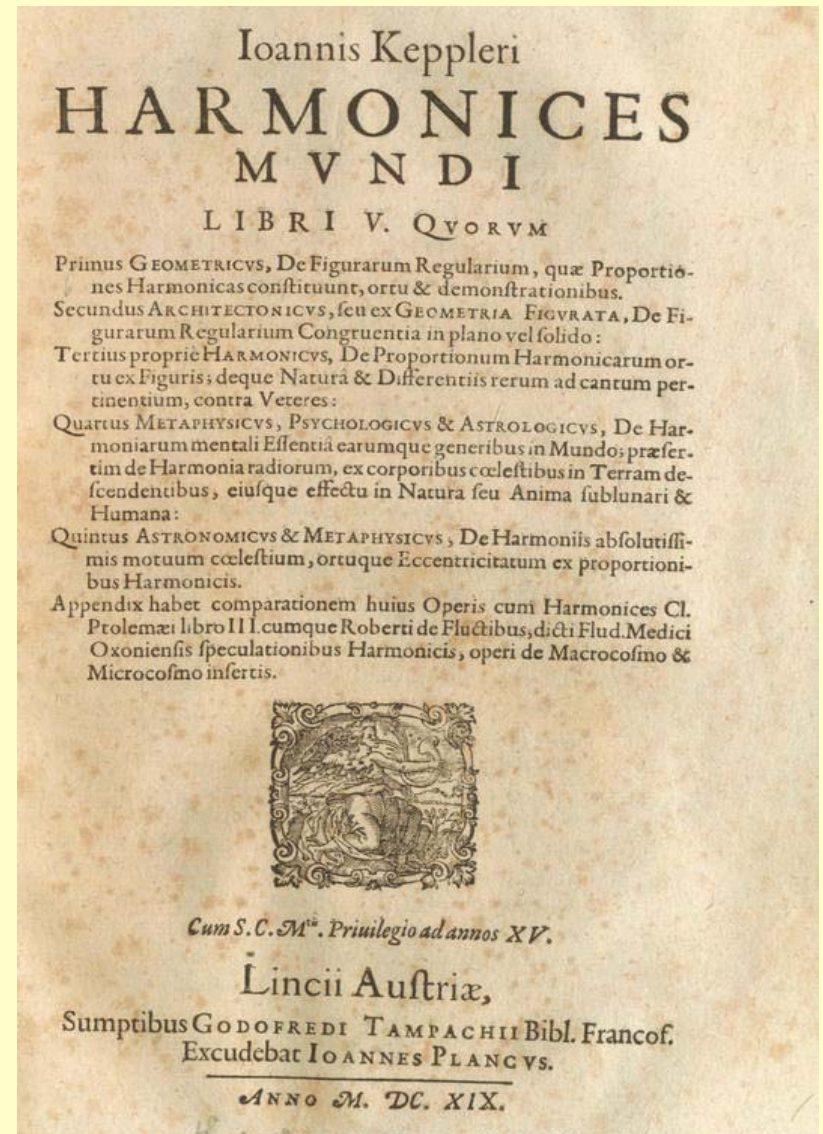 Ioannis Keppleri
HARMONICES
MVNDI
LIBRI V. QVORVM
Primus GEOMETRICVS, De Figurarum Regularium, quæ Proportio-
nes Harmonicas conſtituunt, ortu & demonſtrationibus.
Secundus ARCHITECTONICVS, ſeu ex GEOMETRIA FIGVRATA, De Fi-
gurarum Regularium Congruentia in plano vel ſolido:
Tertius propriè HARMONICVS, De Proportionum Harmonicarum or-
tu ex Figuris; deque Naturâ & Differentiis rerum ad cantum per-
tinentium, contra Veteres:
Quartus METAPHYSICVS, PSYCHOLOGICVS & ASTROLOGICVS, De Har-
moniarum mentali Eſſentiâ earumque generibus in Mundo; præſer-
tim de Harmonia radiorum, ex corporibus cœleſtibus in Terram de-
ſcendentibus, eiuſque effectu in Natura ſeu Anima ſublunari &
Humana:
Quintus ASTRONOMICVS & METAPHYSICVS, De Harmoniis abſolutiſſi-
mis motuum cœleſtium, ortuque Eccentricitatum ex proportioni-
bus Harmonicis.
Appendix habet comparationem huius Operis cum Harmonices Cl.
Ptolemæi libro III. cumque Roberti de Fluctibus, dicti Flud. Medici
Oxonienſis ſpeculationibus Harmonicis, operi de Macrocoſmo &
Microcoſmo inſertis.
Cum S. C. Mtis. Priuilegio ad annos XV.
Lincii Auſtriæ,
Sumptibus GODOFREDI TAMPACHII Bibl. Francof.
Excudebat IOANNES PLANCVS.
ANNO M. DC. XIX.